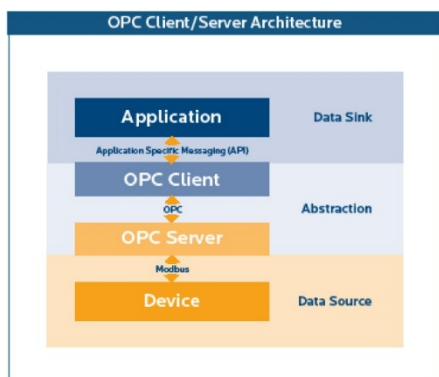 OPC Client/Server Architecture
Application
Data Sink
Application Specific Messaging (API)
OPC Client
OPC
Abstraction
OPC Server
Modbus
Device
Data Source